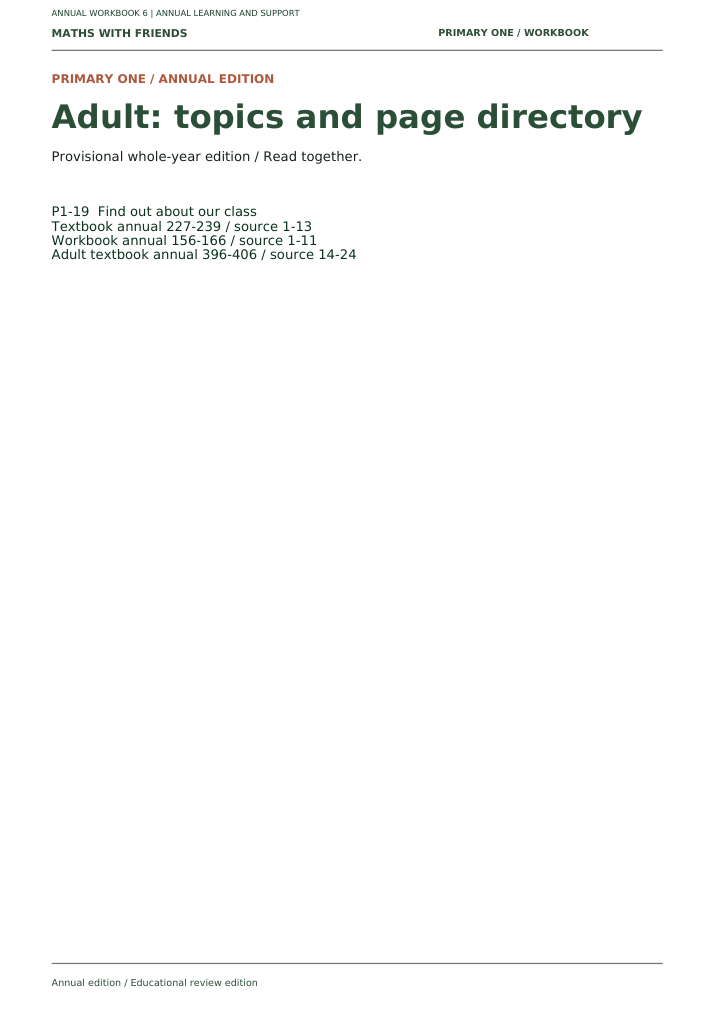 ANNUAL WORKBOOK 6 | ANNUAL LEARNING AND SUPPORT
MATHS WITH FRIENDS
PRIMARY ONE / WORKBOOK
PRIMARY ONE / ANNUAL EDITION
Adult: topics and page directory
Provisional whole-year edition / Read together.
P1-19  Find out about our class
Textbook annual 227-239 / source 1-13
Workbook annual 156-166 / source 1-11
Adult textbook annual 396-406 / source 14-24
Annual edition / Educational review edition